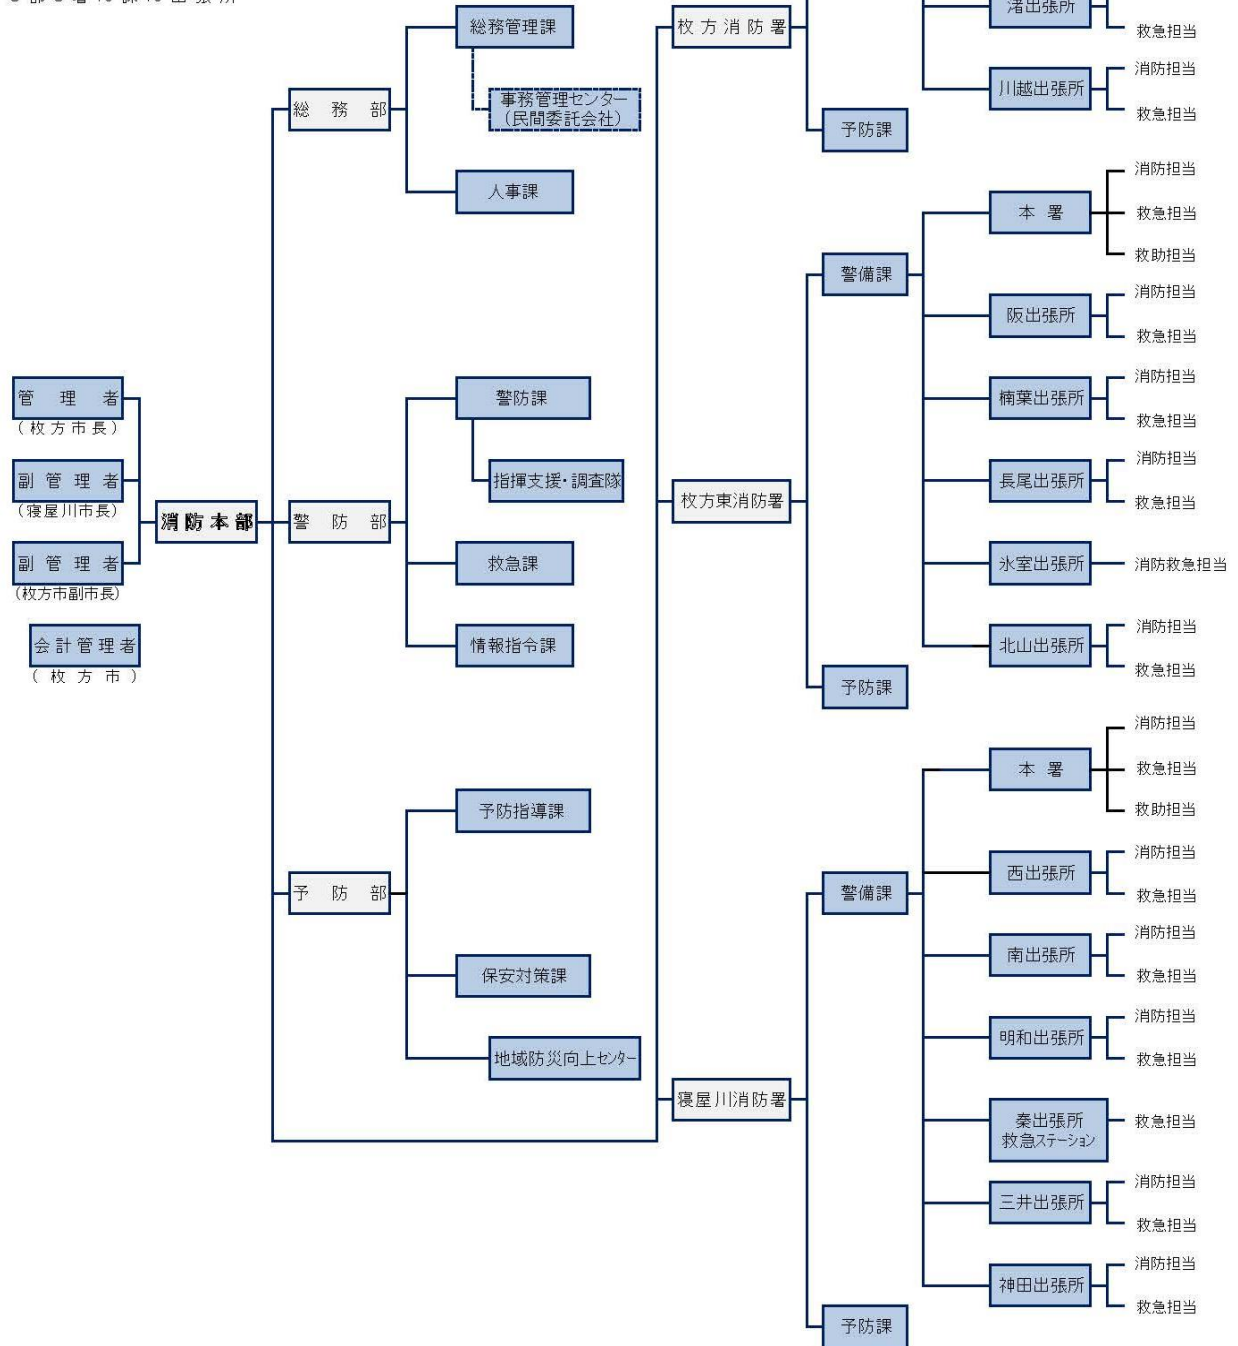 総務管理課
事務管理センター
（民間委託会社）
総務部
人事課
管理者
（枚方市長）
副管理者
（寝屋川市長）
副管理者
（枚方市副市長）
会計管理者
（枚方市）
消防本部
警防部
警防課
指揮支援・調査隊
救急課
情報指令課
予防部
予防指導課
保安対策課
地域防災向上センター
枚方消防署
渚出張所
救急担当
川越出張所
消防担当
救急担当
予防課
枚方東消防署
警備課
本署
消防担当
救急担当
救助担当
阪出張所
消防担当
救急担当
楠葉出張所
消防担当
救急担当
長尾出張所
消防担当
救急担当
氷室出張所
消防救急担当
北山出張所
消防担当
救急担当
予防課
寝屋川消防署
警備課
本署
消防担当
救急担当
救助担当
西出張所
消防担当
救急担当
南出張所
消防担当
救急担当
明和出張所
消防担当
救急担当
秦出張所
救急ステーション
救急担当
三井出張所
消防担当
救急担当
神田出張所
消防担当
救急担当
予防課